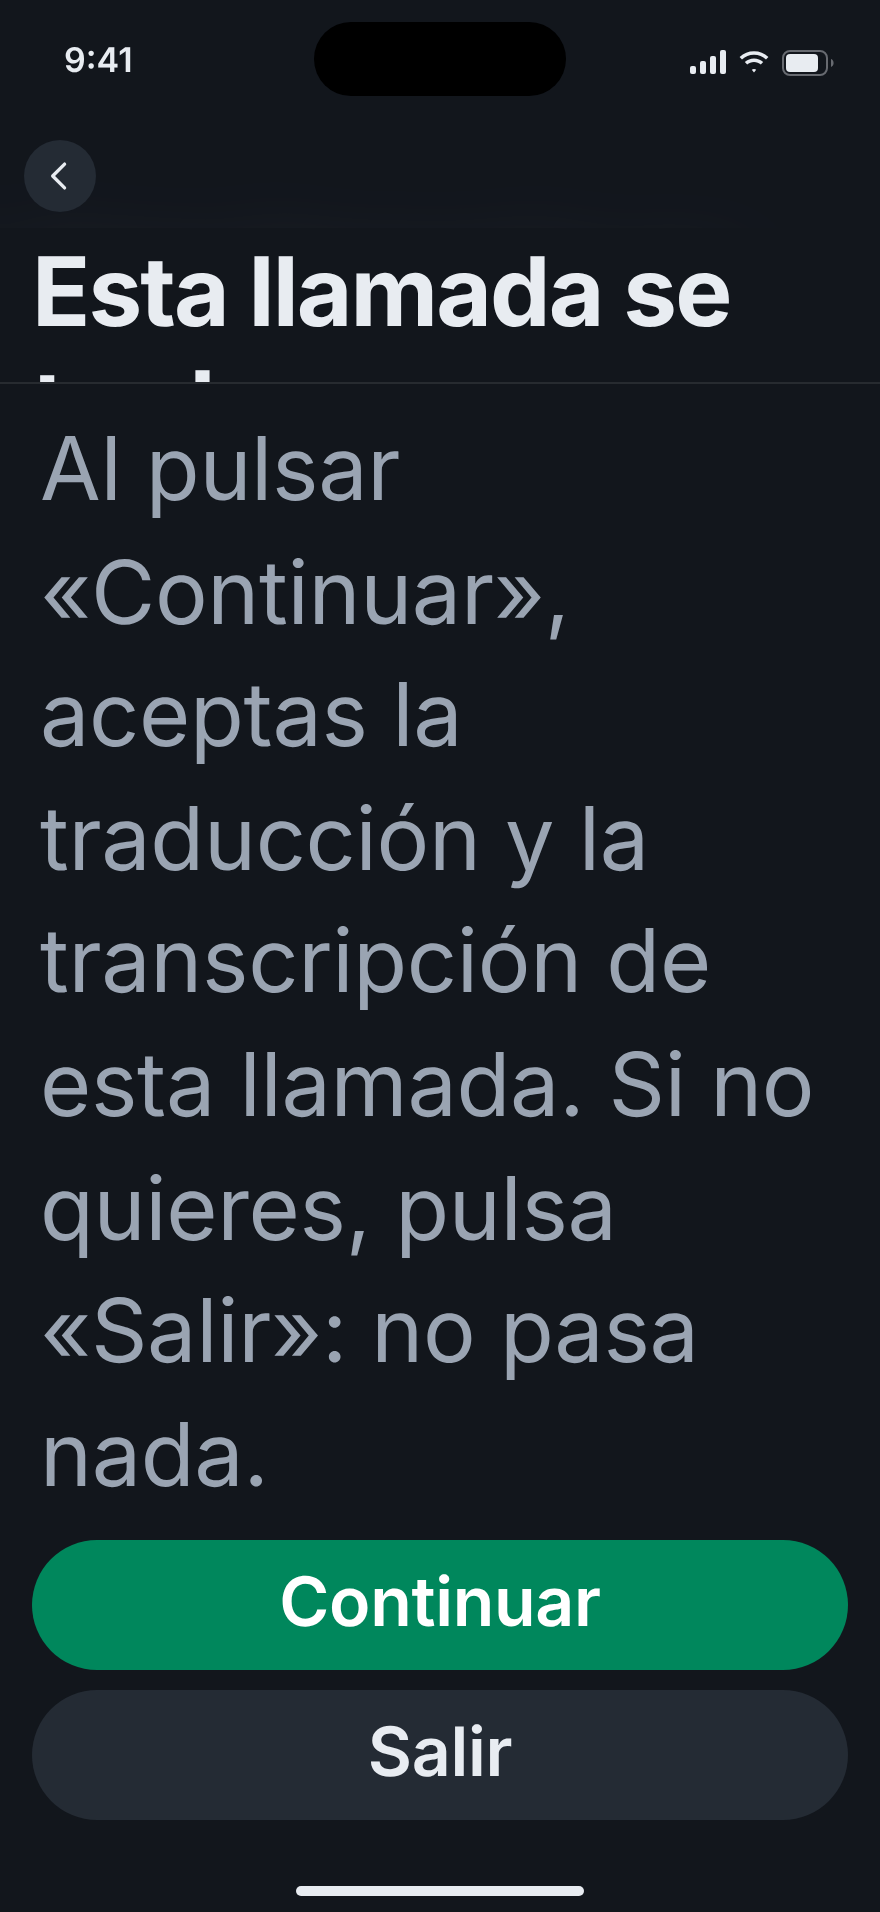 9:41
Esta llamada se
Al pulsar
«Continuar»,
aceptas la
traducción y la
transcripción de
esta llamada. Si no
quieres, pulsa
«Salir»: no pasa
nada.
Continuar
Salir